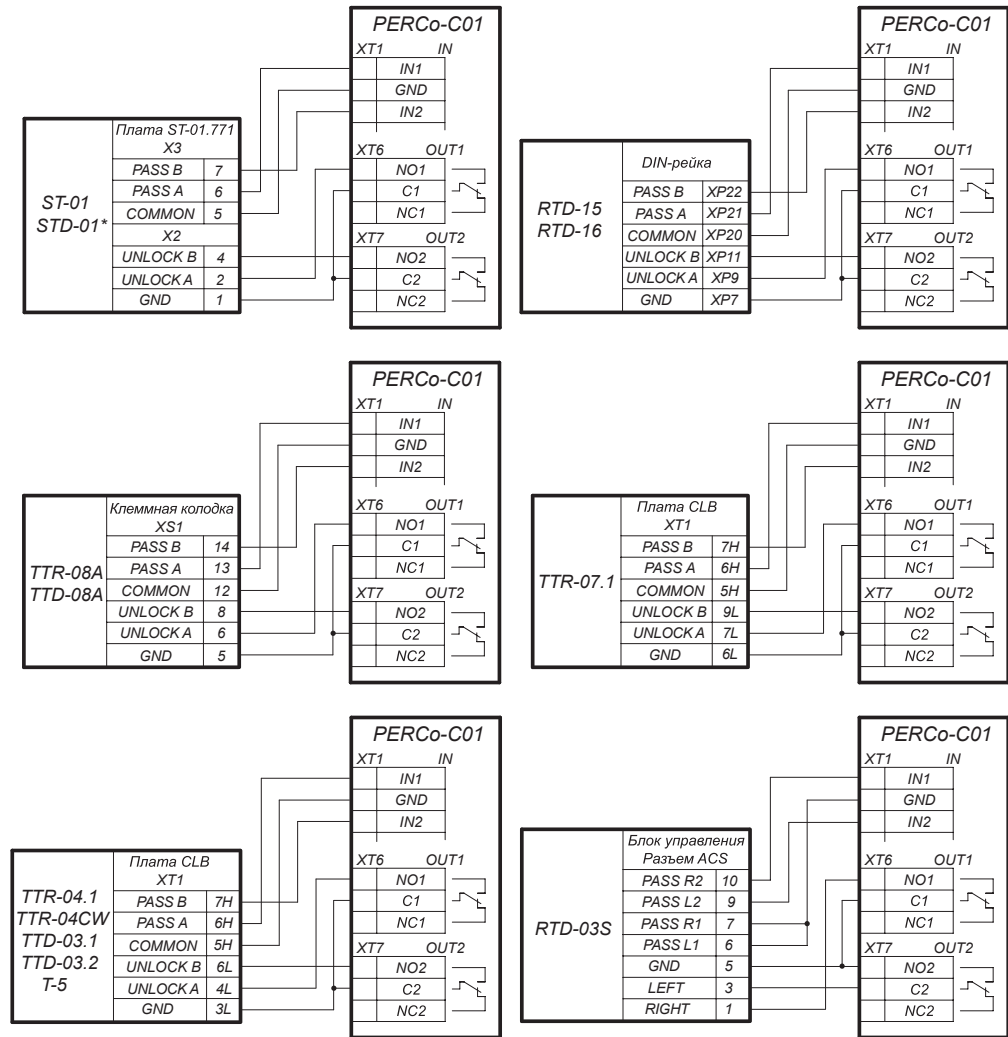 PERCo-C01
XT1 IN
IN1
GND
IN2
XT6 OUT1
NO1
C1
NC1
XT7 OUT2
NO2
C2
NC2
ST-01
STD-01*
Плата ST-01.771
X3
PASS B 7
PASS A 6
COMMON 5
X2
UNLOCK B 4
UNLOCK A 2
GND 1
PERCo-C01
XT1 IN
IN1
GND
IN2
XT6 OUT1
NO1
C1
NC1
XT7 OUT2
NO2
C2
NC2
RTD-15
RTD-16
DIN-рейка
PASS B XP22
PASS A XP21
COMMON XP20
UNLOCK B XP11
UNLOCK A XP9
GND XP7
PERCo-C01
XT1 IN
IN1
GND
IN2
XT6 OUT1
NO1
C1
NC1
XT7 OUT2
NO2
C2
NC2
TTR-08A
TTD-08A
Клеммная колодка
XS1
PASS B 14
PASS A 13
COMMON 12
UNLOCK B 8
UNLOCK A 6
GND 5
PERCo-C01
XT1 IN
IN1
GND
IN2
XT6 OUT1
NO1
C1
NC1
XT7 OUT2
NO2
C2
NC2
TTR-07.1
Плата CLB
XT1
PASS B 7H
PASS A 6H
COMMON 5H
UNLOCK B 9L
UNLOCK A 7L
GND 6L
PERCo-C01
XT1 IN
IN1
GND
IN2
XT6 OUT1
NO1
C1
NC1
XT7 OUT2
NO2
C2
NC2
TTR-04.1
TTR-04CW
TTD-03.1
TTD-03.2
T-5
Плата CLB
XT1
PASS B 7H
PASS A 6H
COMMON 5H
UNLOCK B 6L
UNLOCK A 4L
GND 3L
PERCo-C01
XT1 IN
IN1
GND
IN2
XT6 OUT1
NO1
C1
NC1
XT7 OUT2
NO2
C2
NC2
RTD-03S
Блок управления
Разъем ACS
PASS R2 10
PASS L2 9
PASS R1 7
PASS L1 6
GND 5
LEFT 3
RIGHT 1